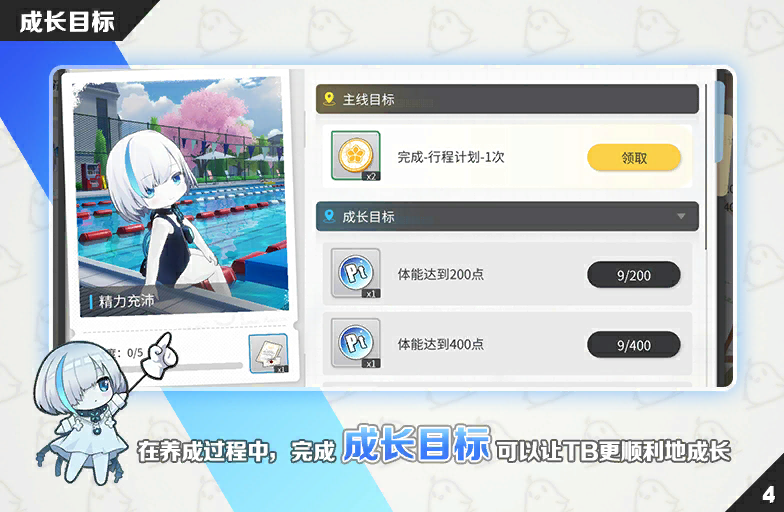 成长目标
主线目标
x2
完成-行程计划-1次
领取
成长目标
Pt
x1
体能达到200点
9/200
Pt
x1
体能达到400点
9/400
精力充沛
度：0/5
x1
在养成过程中，完成 成长目标 可以让TB更顺利地成长
4